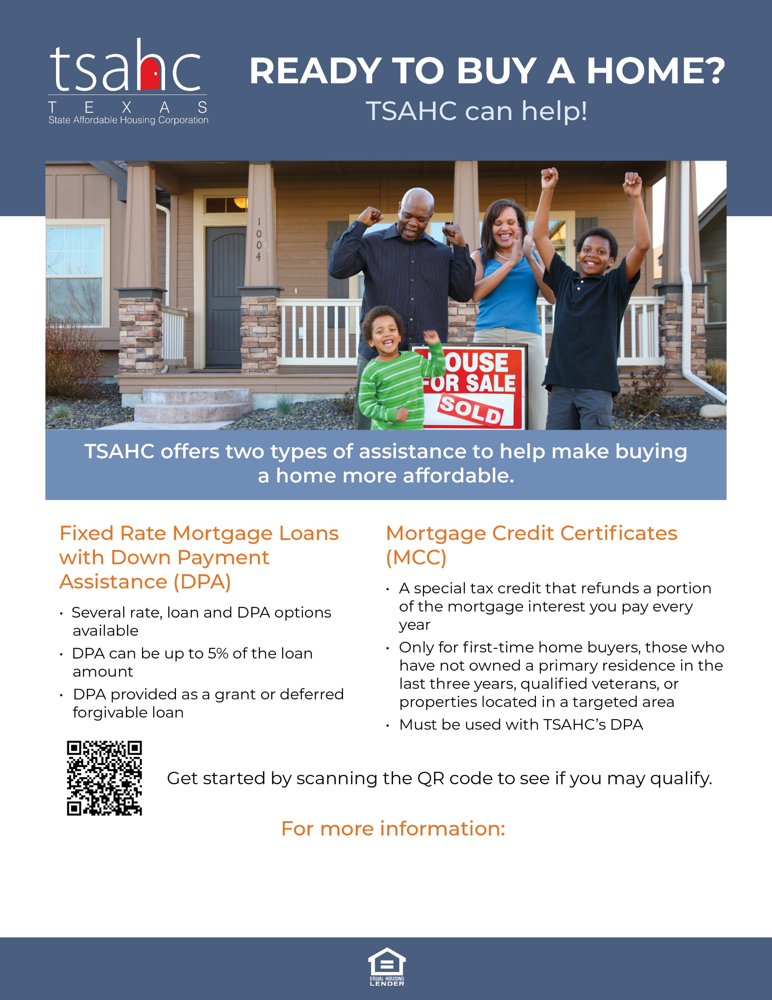 tsahc
TEXAS
State Affordable Housing Corporation
READY TO BUY A HOME?
TSAHC can help!
1004
OUSE
FOR SALE
SOLD
TSAHC offers two types of assistance to help make buying
a home more affordable.
Fixed Rate Mortgage Loans
with Down Payment
Assistance (DPA)
• Several rate, loan and DPA options
available
• DPA can be up to 5% of the loan
amount
• DPA provided as a grant or deferred
forgivable loan
Mortgage Credit Certificates
(MCC)
• A special tax credit that refunds a portion
of the mortgage interest you pay every
year
• Only for first-time home buyers, those who
have not owned a primary residence in the
last three years, qualified veterans, or
properties located in a targeted area
• Must be used with TSAHC’s DPA
Get started by scanning the QR code to see if you may qualify.
For more information:
EQUAL HOUSING
LENDER